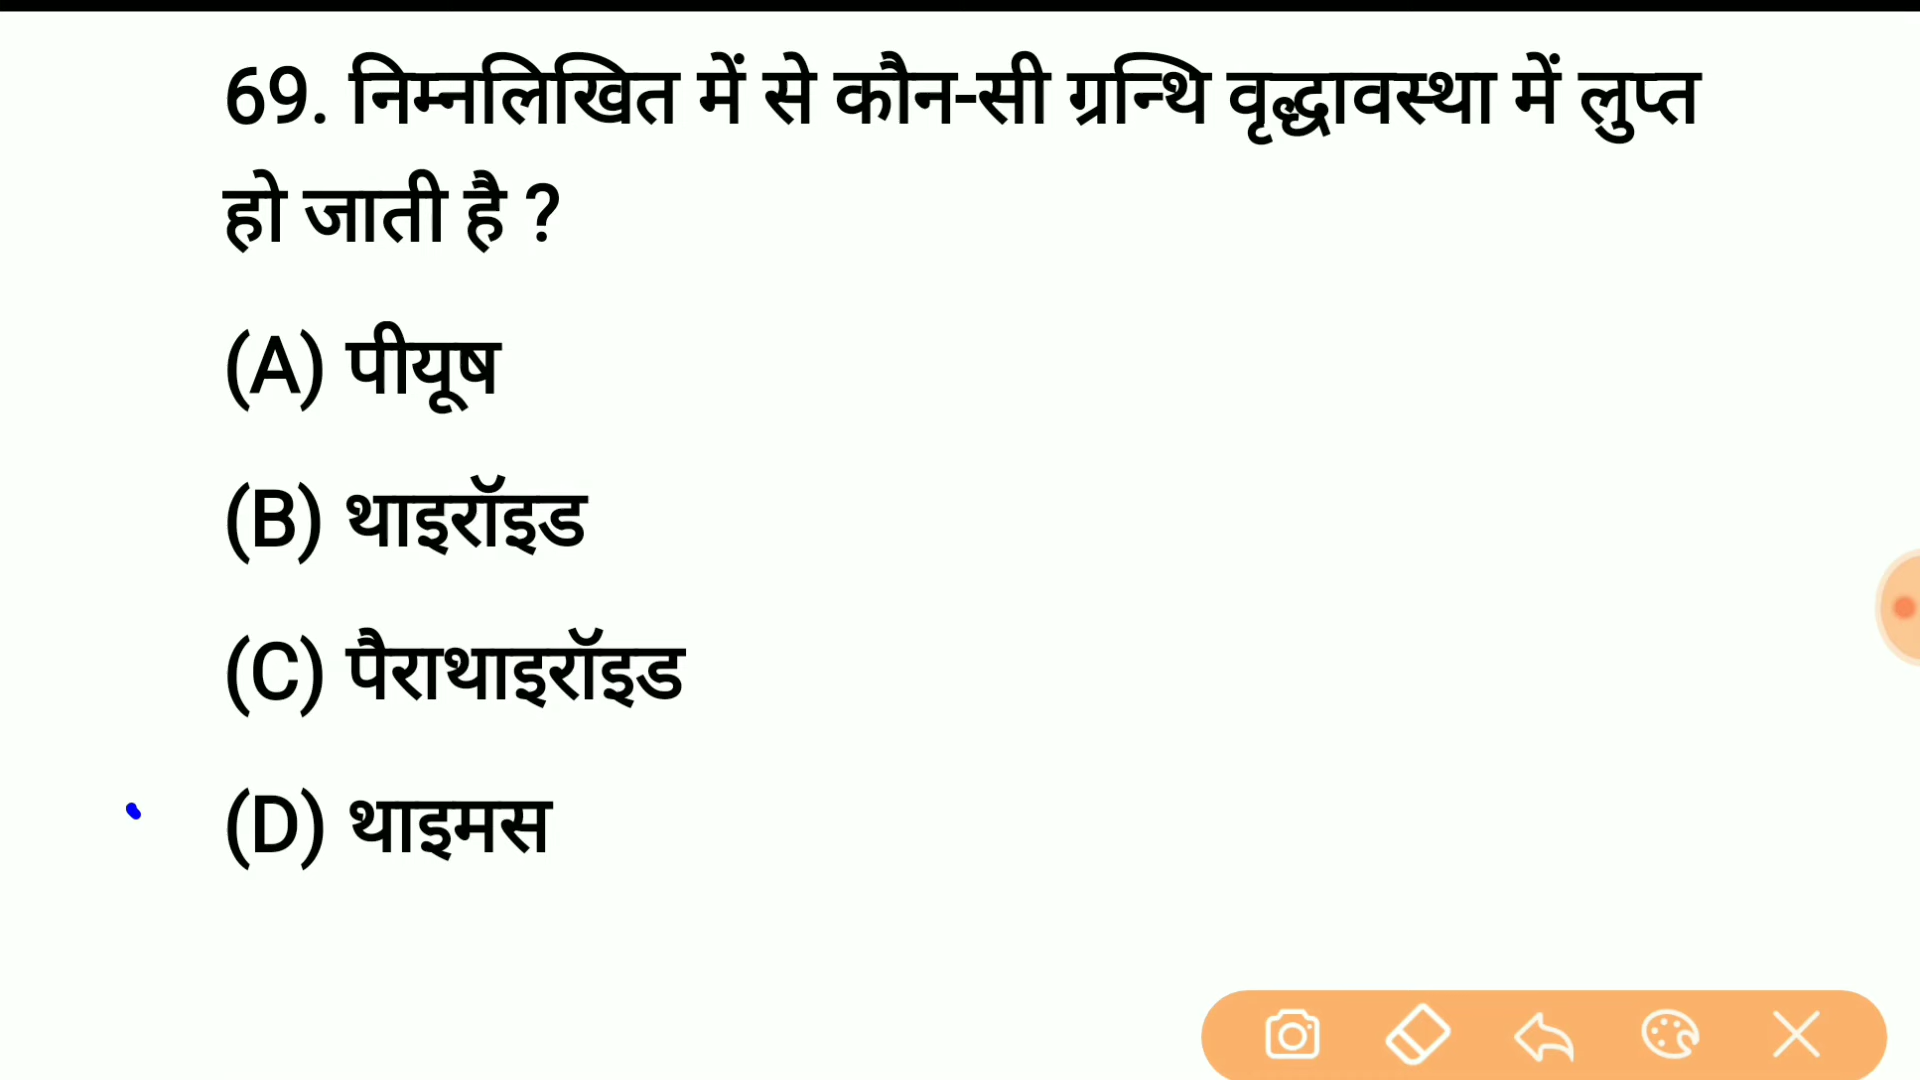 69. निम्नलिखित में से कौन-सी ग्रन्थि वृद्धावस्था में लुप्त
हो जाती है ?
(A) पीयूष
(B) थाइरॉइड
(C) पैराथाइरॉइड
(D) थाइमस